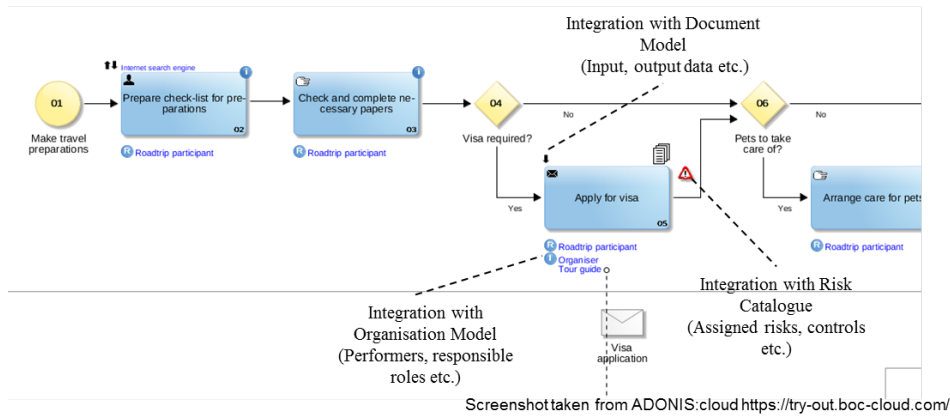 Integration with Document
Model
(Input, output data etc.)
Internet search engine
01
Make travel
preparations
i
Prepare check-list for pre-
parations
02
R Roadtrip participant
i
Check and complete ne-
cessary papers
03
R Roadtrip participant
04
Visa required?
No
Yes
Apply for visa
05
R Roadtrip participant
I Organiser
Tour guide
06
Pets to take
care of?
No
Yes
Arrange care for pets
R Roadtrip participant
Integration with
Organisation Model
(Performers, responsible
roles etc.)
Visa
application
Integration with Risk
Catalogue
(Assigned risks, controls
etc.)
Screenshot taken from ADONIS:cloud https://try-out.boc-cloud.com/